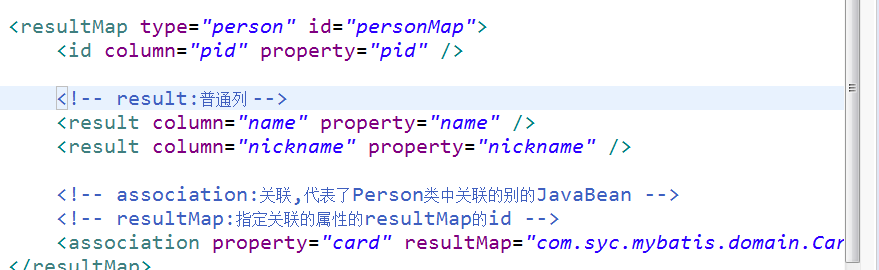 <resultMap type="person" id="personMap">
<id column="pid" property="pid" />
<!-- result:普通列 -->
<result column="name" property="name" />
<result column="nickname" property="nickname" />
<!-- association:关联,代表了Person类中关联的别的JavaBean -->
<!-- resultMap:指定关联的属性的resultMap的id -->
<association property="card" resultMap="com.syc.mybatis.domain.Car
</resultMap>